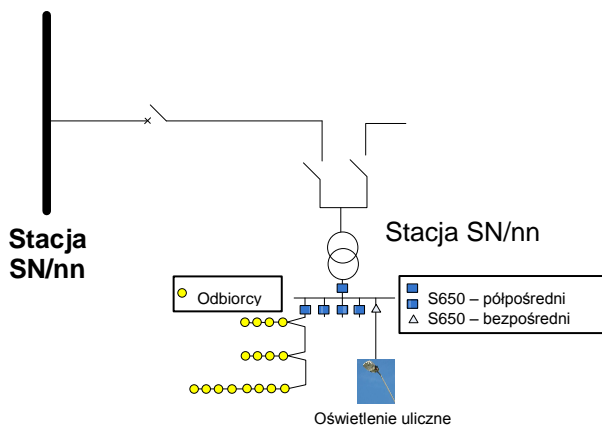 Stacja
SN/nn
Stacja SN/nn
Odbiorcy
S650 – półpośredni
S650 – bezpośredni
Oświetlenie uliczne